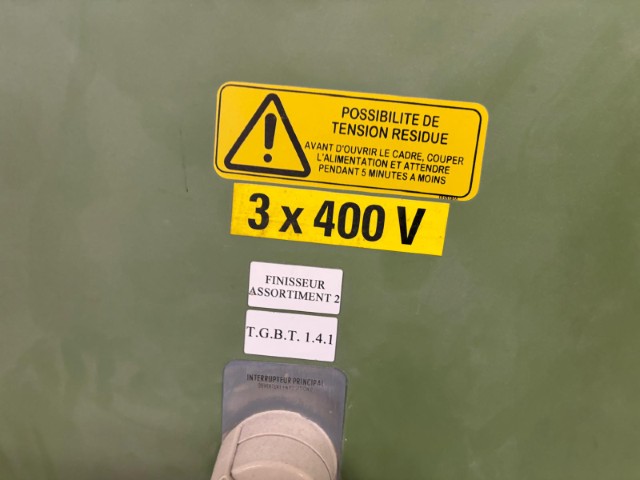 POSSIBILITE DE
TENSION RESIDUE
AVANT D'OUVRIR LE CADRE, COUPER
L'ALIMENTATION ET ATTENDRE
PENDANT 5 MINUTES A MOINS
3 x 400 V
FINISSEUR
ASSORTIMENT 2
T.G.B.T. 1.4.1
INTERRUPTEUR PRINCIPAL